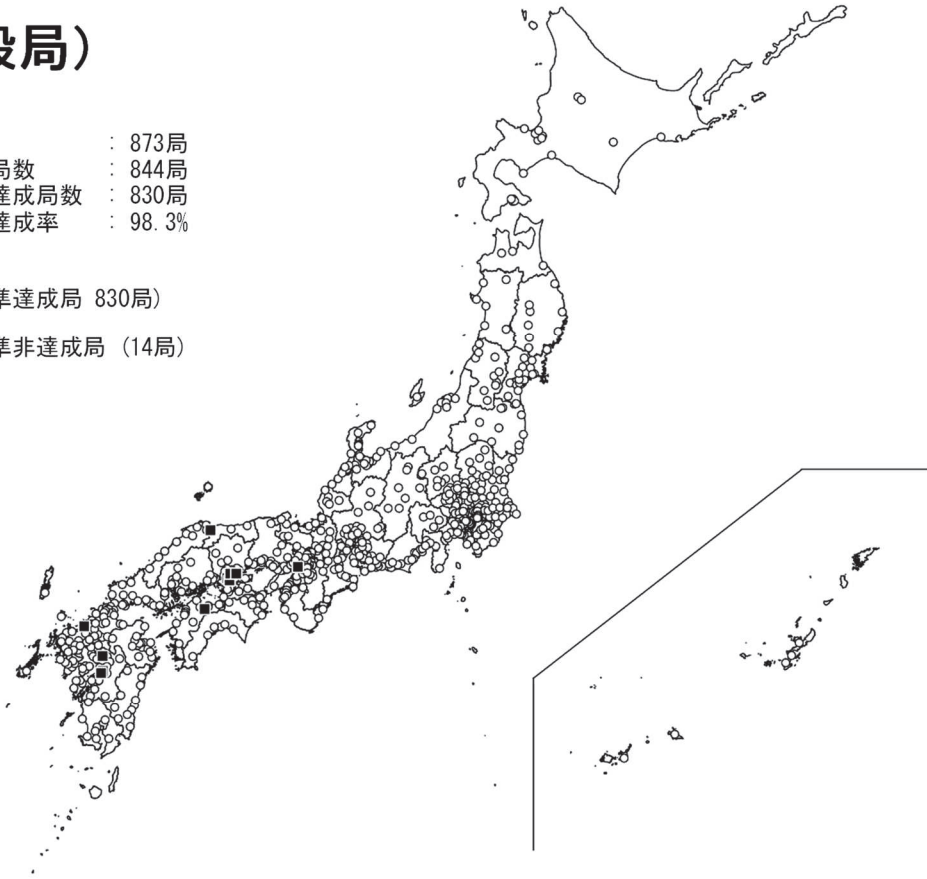 設局）
: 873局
局数 : 844局
達成局数 : 830局
達成率 : 98.3%
準達成局 830局)
準非達成局 (14局)